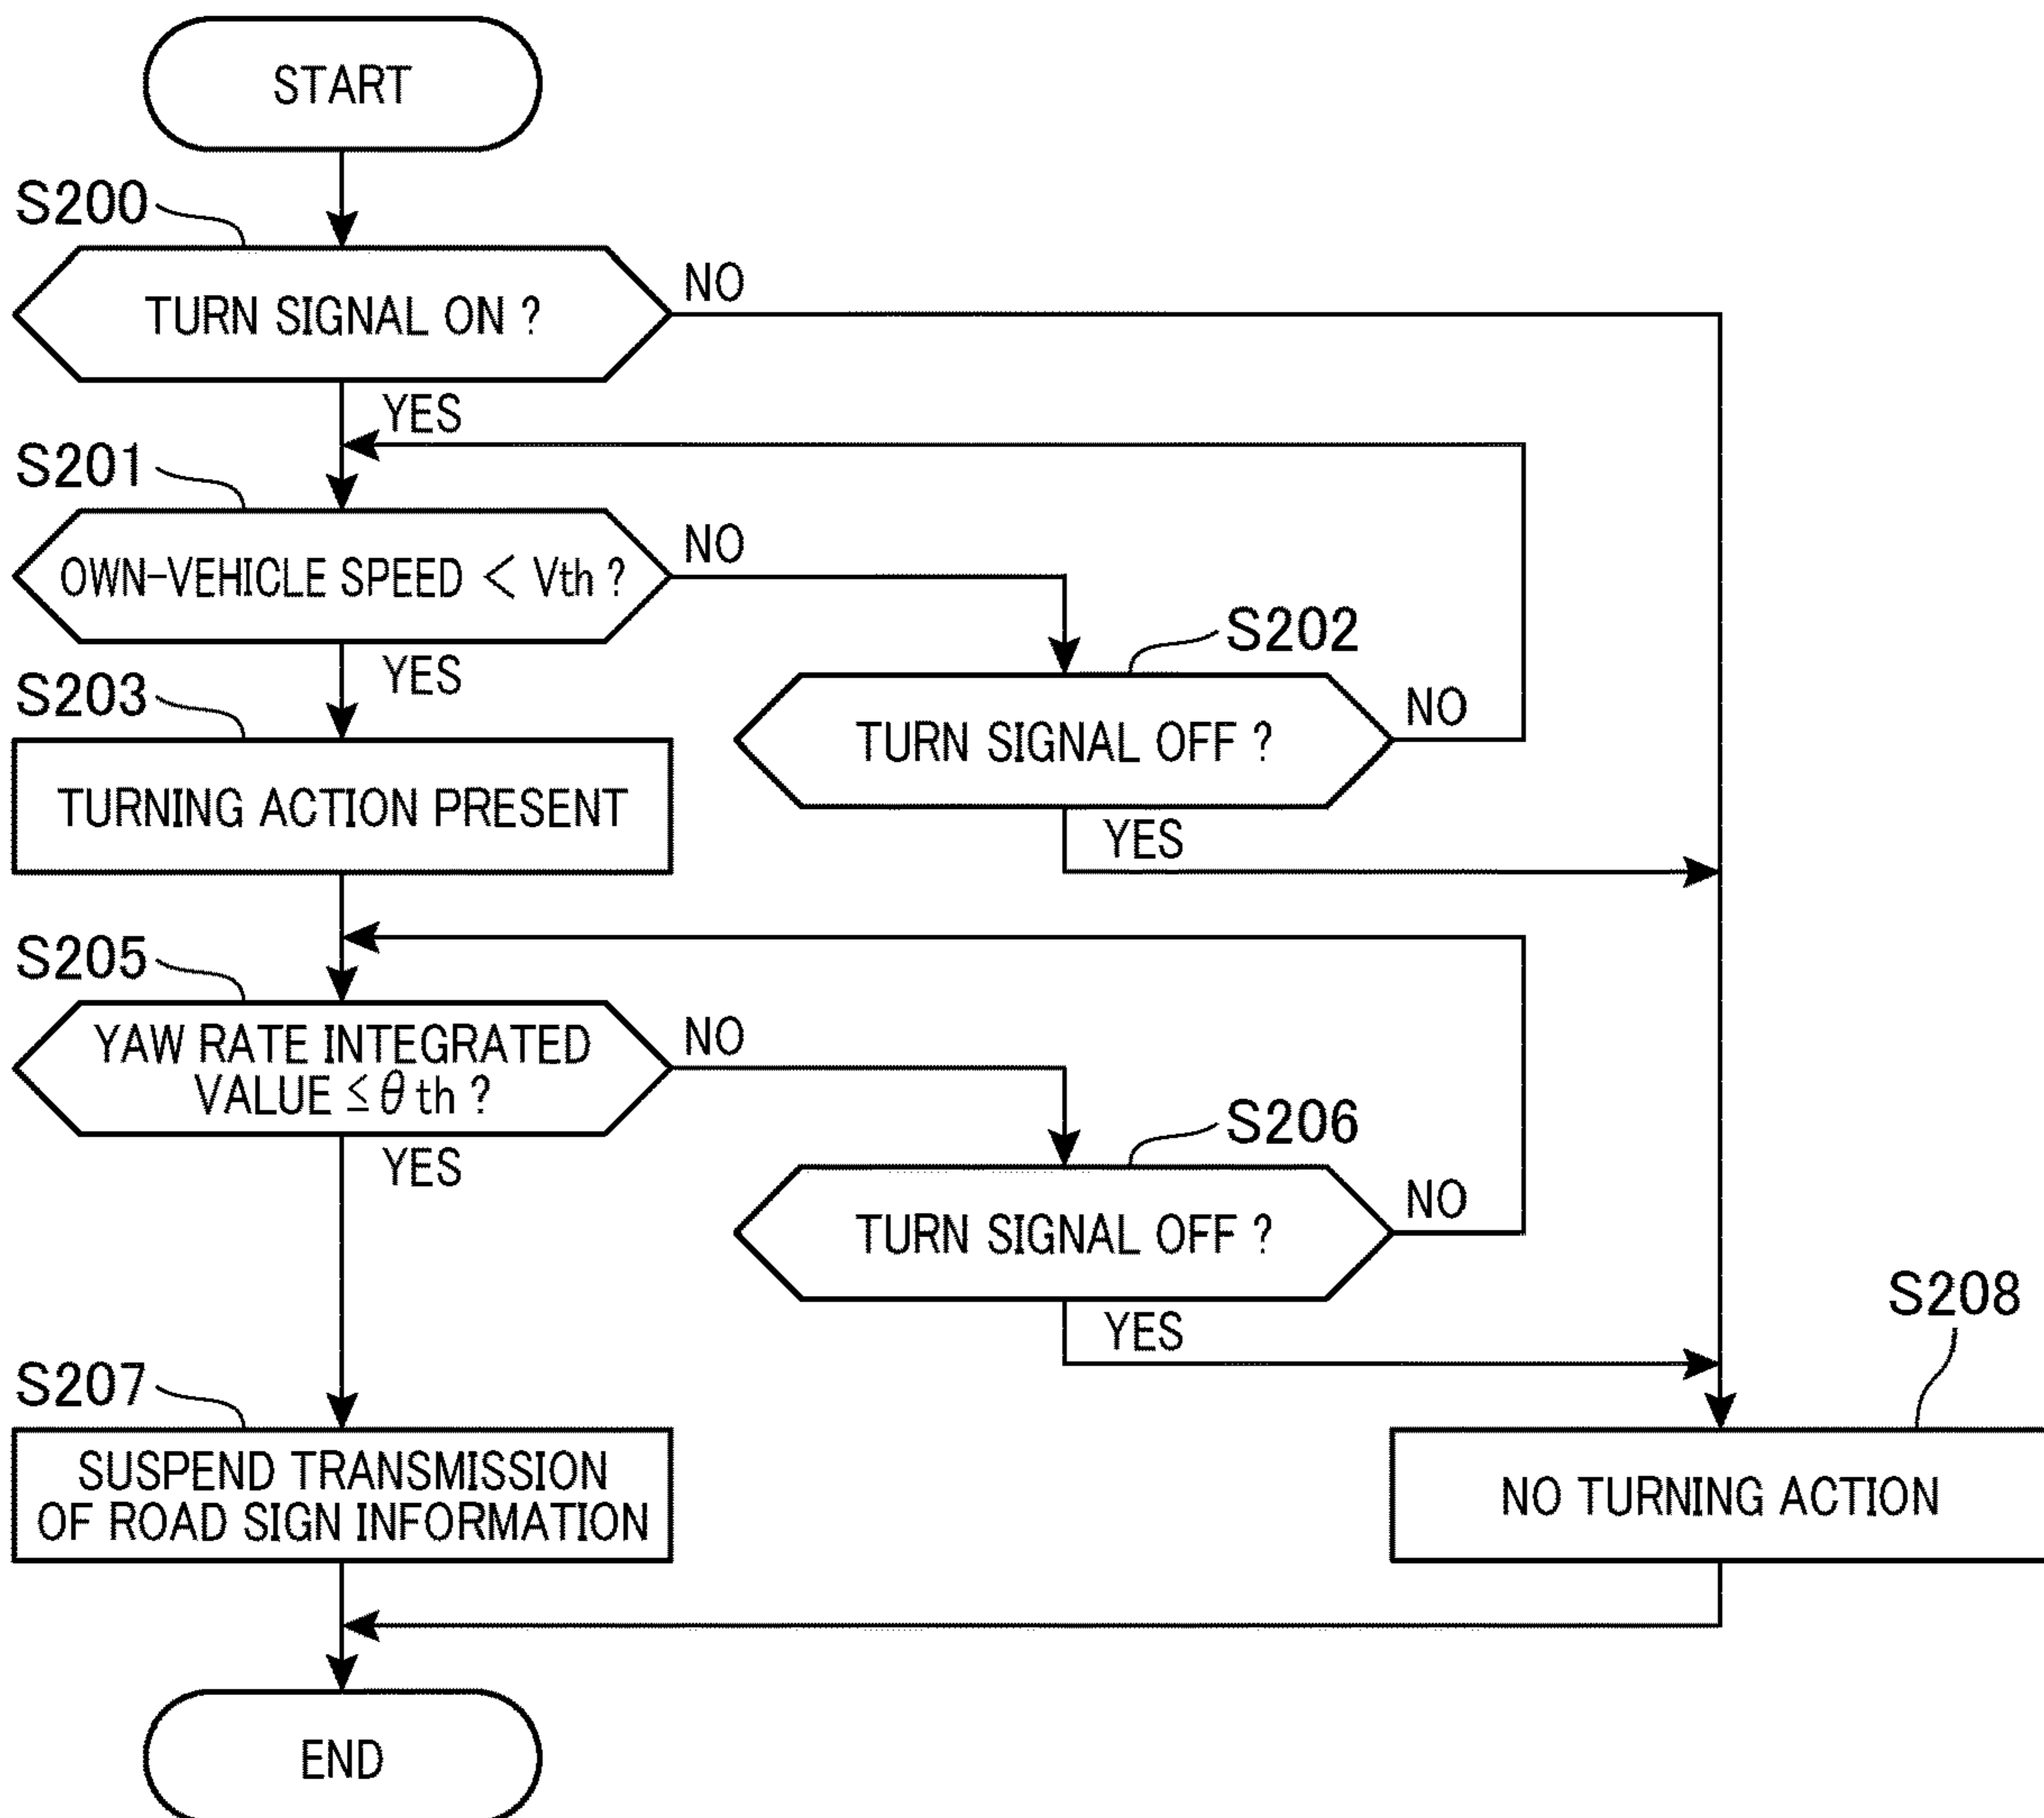 START
S200
TURN SIGNAL ON ?
NO
YES
S201
OWN-VEHICLE SPEED < Vth ?
NO
YES
S202
TURN SIGNAL OFF ?
NO
YES
S203
TURNING ACTION PRESENT
S205
YAW RATE INTEGRATED
VALUE ≤ θ th ?
NO
YES
S206
TURN SIGNAL OFF ?
NO
YES
S207
SUSPEND TRANSMISSION
OF ROAD SIGN INFORMATION
S208
NO TURNING ACTION
END